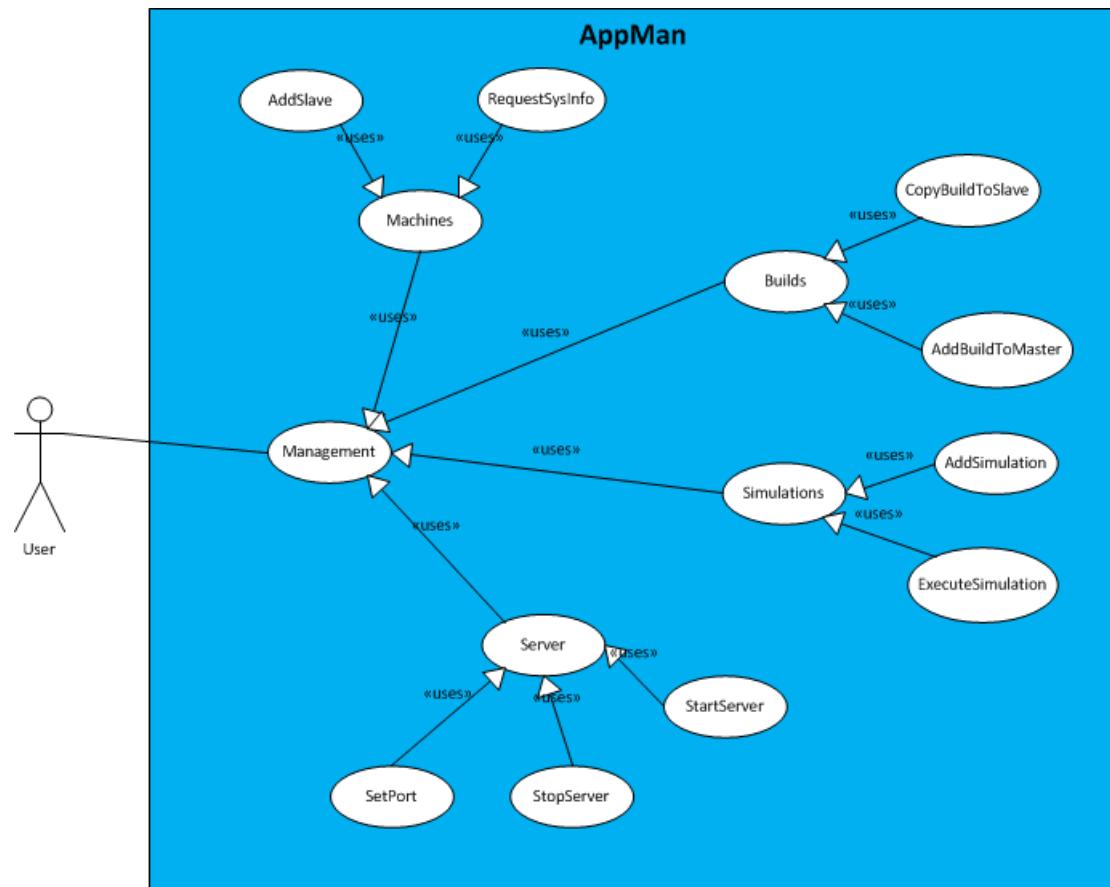 AppMan
AddSlave
RequestSysInfo
«uses»
«uses»
CopyBuildToSlave
Machines
«uses»
Builds
«uses»
«uses»
«uses»
AddBuildToMaster
Management
«uses»
«uses»
AddSimulation
Simulations
«uses»
«uses»
User
ExecuteSimulation
Server
«uses»
«uses»
«uses»
StartServer
SetPort
StopServer